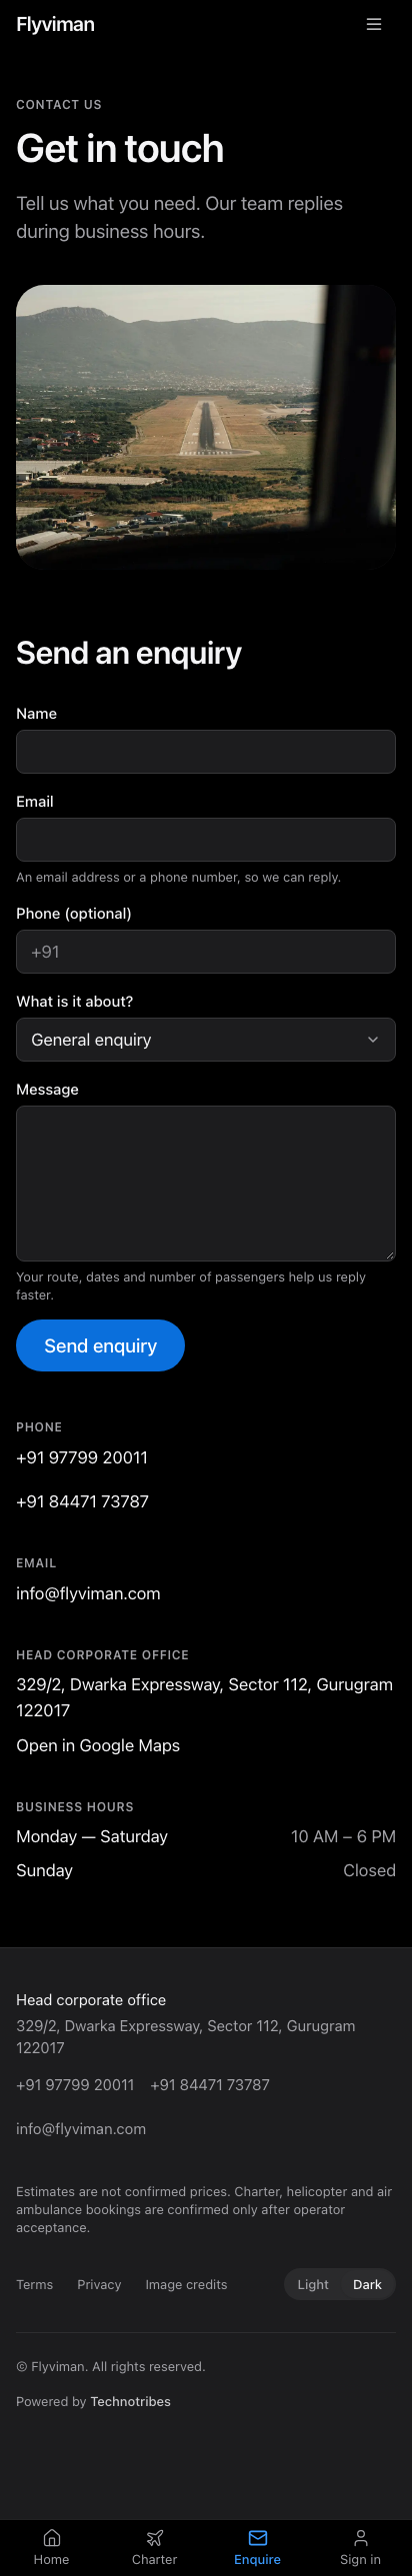 Flyviman
CONTACT US
Get in touch
Tell us what you need. Our team replies
during business hours.
Send an enquiry
Name
Email
An email address or a phone number, so we can reply.
Phone (optional)
+91
What is it about?
General enquiry
Message
Your route, dates and number of passengers help us reply
faster.
Send enquiry
PHONE
+91 97799 20011
+91 84471 73787
EMAIL
info@flyviman.com
HEAD CORPORATE OFFICE
329/2, Dwarka Expressway, Sector 112, Gurugram
122017
Open in Google Maps
BUSINESS HOURS
Monday — Saturday 10 AM – 6 PM
Sunday Closed
Head corporate office
329/2, Dwarka Expressway, Sector 112, Gurugram
122017
+91 97799 20011 +91 84471 73787
info@flyviman.com
Estimates are not confirmed prices. Charter, helicopter and air
ambulance bookings are confirmed only after operator
acceptance.
Terms Privacy Image credits Light Dark
© Flyviman. All rights reserved.
Powered by Technotribes
Home Charter Enquire Sign in